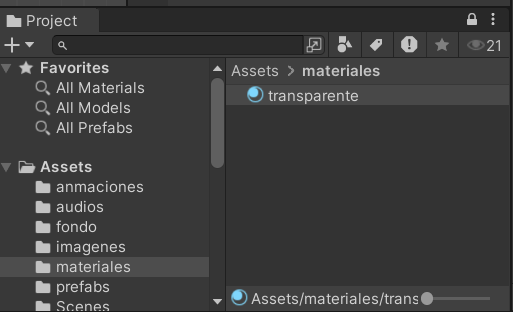 Project
21
Favorites
All Materials
All Models
All Prefabs
Assets
anmaciones
audios
fondo
imagenes
materiales
prefabs
Scenes
Assets > materiales
transparente
Assets/materiales/trans